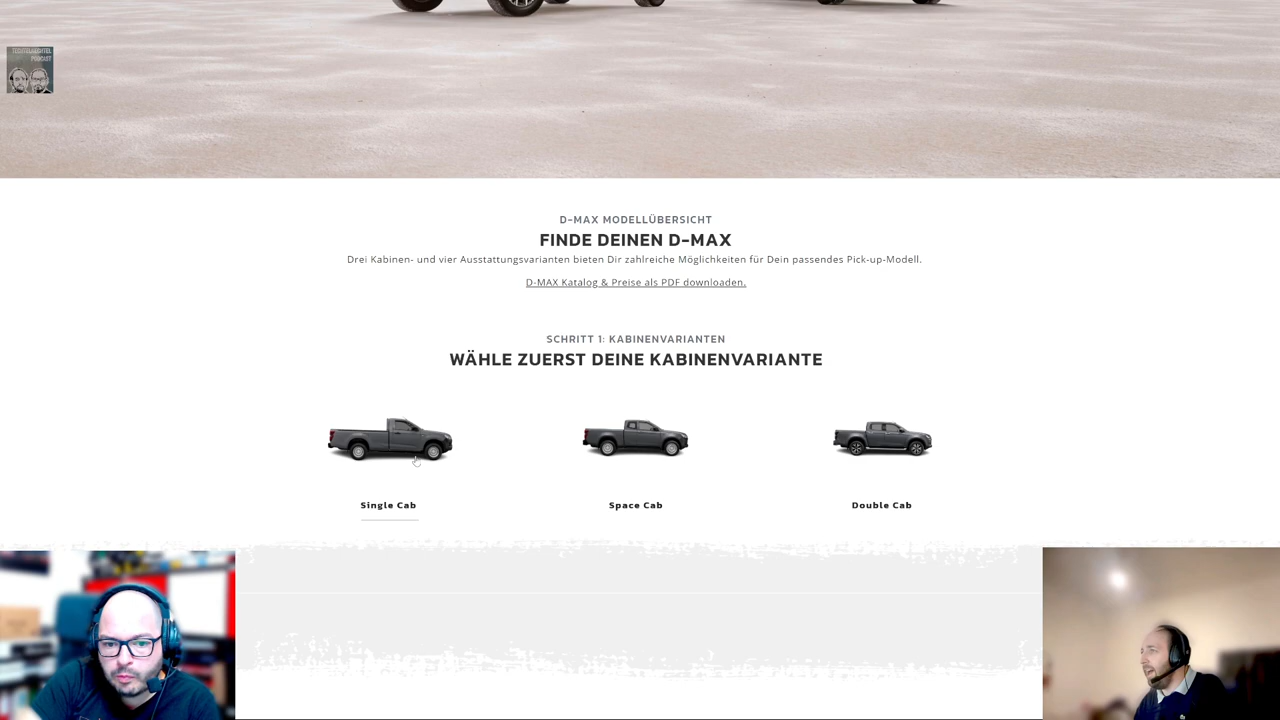 TECHTELMECHTEL
PODCAST
D-MAX MODELLÜBERSICHT
FINDE DEINEN D-MAX
Drei Kabinen- und vier Ausstattungsvarianten bieten Dir zahlreiche Möglichkeiten für Dein passendes Pick-up-Modell.
D-MAX Katalog & Preise als PDF downloaden.
SCHRITT 1: KABINENVARIANTEN
WÄHLE ZUERST DEINE KABINENVARIANTE
Single Cab
Space Cab
Double Cab